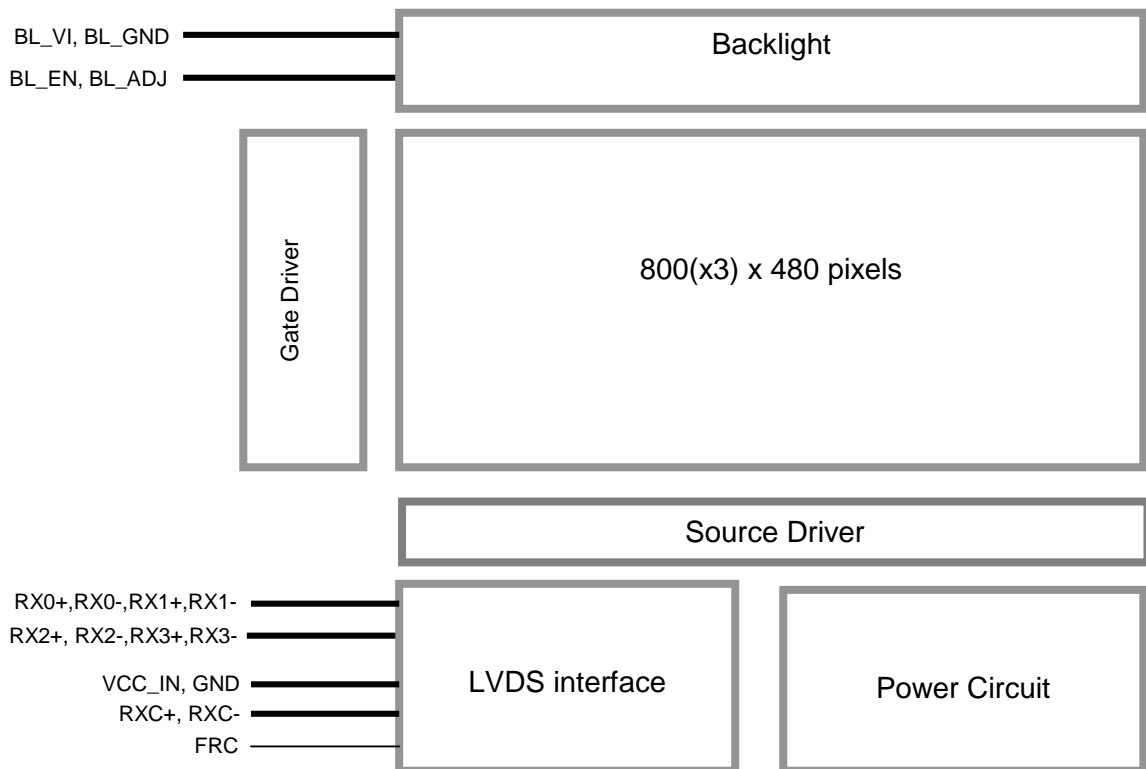 BL_VI, BL_GND
BL_EN, BL_ADJ
Backlight
Gate Driver
800(x3) x 480 pixels
Source Driver
RX0+,RX0-,RX1+,RX1-
RX2+, RX2-,RX3+,RX3-
VCC_IN, GND
RXC+, RXC-
FRC
LVDS interface
Power Circuit